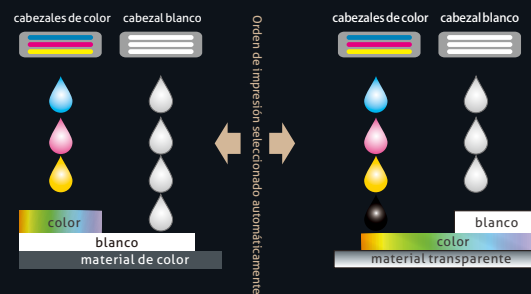 cabezales de color
cabezal blanco
color
blanco
material de color
Orden de impresión seleccionado automáticamente
cabezales de color
cabezal blanco
blanco
color
material transparente